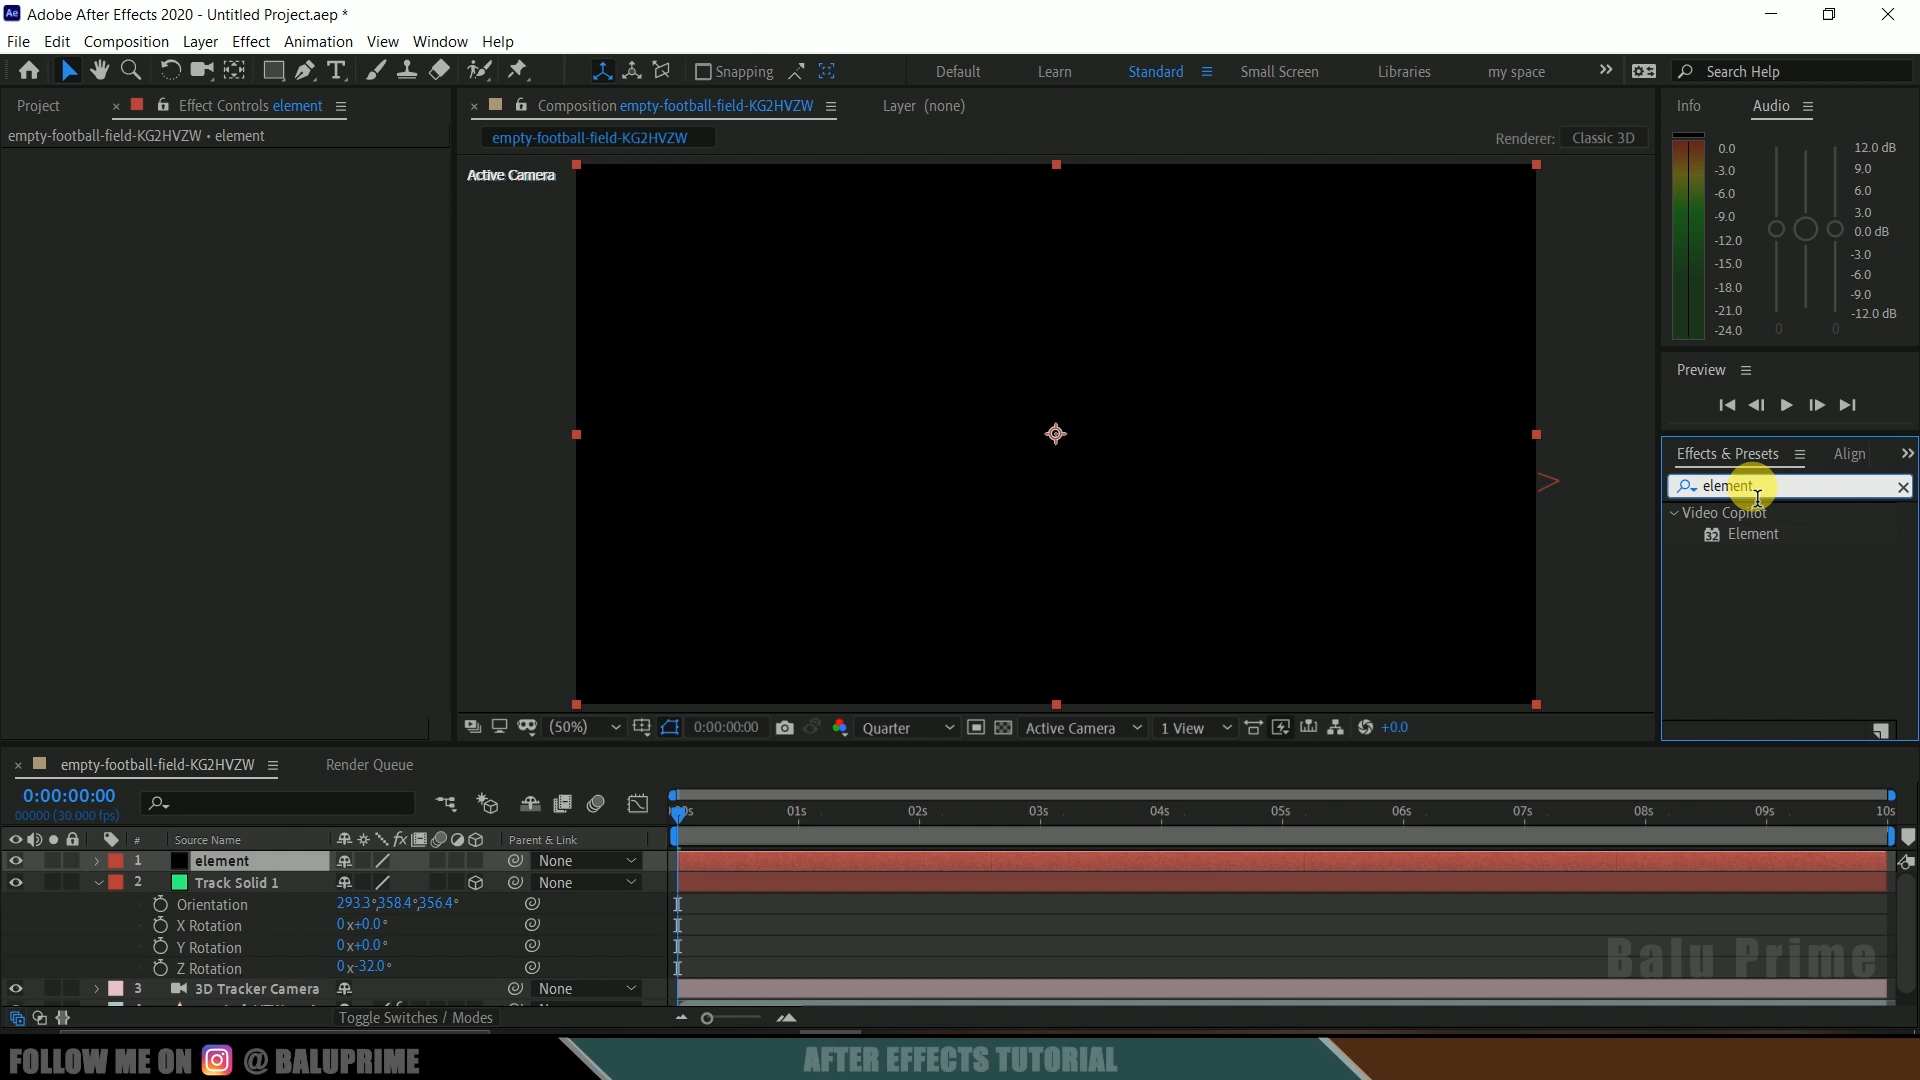 Adobe After Effects 2020 - Untitled Project.aep *
File Edit Composition Layer Effect Animation View Window Help
Snapping Default Learn Standard Small Screen Libraries my space Search Help
Project Effect Controls element
empty-football-field-KG2HVZW • element
Composition empty-football-field-KG2HVZW Layer (none)
empty-football-field-KG2HVZW
Renderer: Classic 3D
Active Camera
Info Audio
0.0 12.0 dB
-3.0 9.0
-6.0 6.0
-9.0 3.0
-12.0 0.0 dB
-15.0 -3.0
-18.0 -6.0
-21.0 -9.0
-24.0 0 0 -12.0 dB
Preview
Effects & Presets Align
element
Video Copilot
32 Element
(50%) 0:00:00:00 Quarter Active Camera 1 View +0.0
empty-football-field-KG2HVZW Render Queue
0:00:00:00
00000 (30.000 fps)
01s 02s 03s 04s 05s 06s 07s 08s 09s 10s
# Source Name fx Parent & Link
1 element None
2 Track Solid 1 None
Orientation 293.3°,358.4°,356.4°
X Rotation 0x+0.0°
Y Rotation 0x+0.0°
Z Rotation 0x-32.0°
3 3D Tracker Camera None
Toggle Switches / Modes
Balu Prime
FOLLOW ME ON @ BALUPRIME
AFTER EFFECTS TUTORIAL